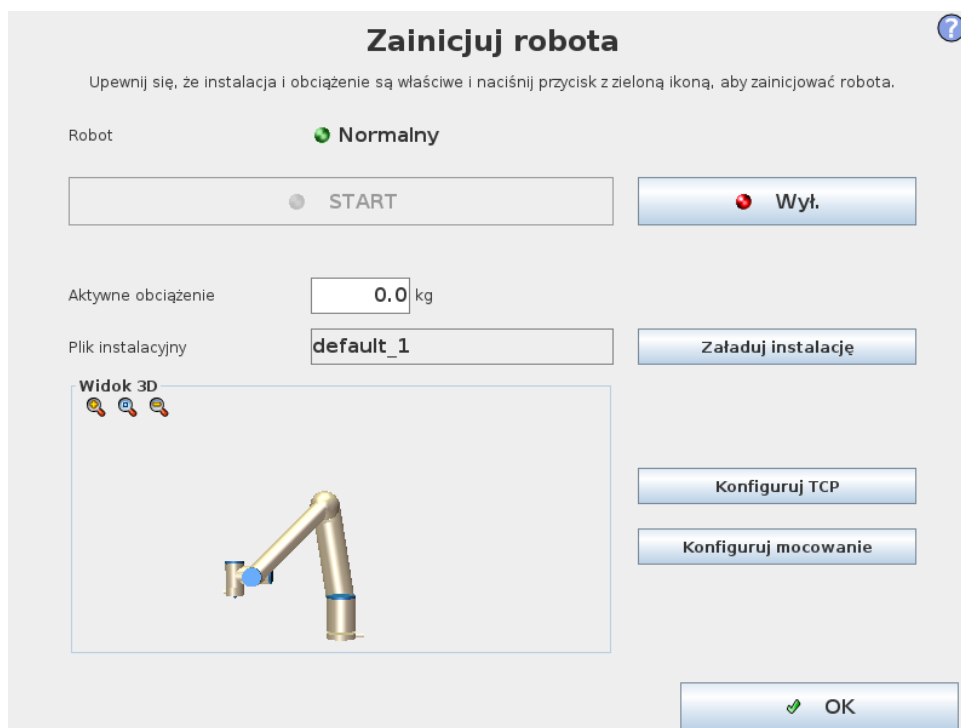 Zainicjuj robota
?
Upewnij się, że instalacja i obciążenie są właściwe i naciśnij przycisk z zieloną ikoną, aby zainicjować robota.
Robot
Normalny
START
Wył.
Aktywne obciążenie
0.0 kg
Plik instalacyjny
default_1
Załaduj instalację
Widok 3D
Konfiguruj TCP
Konfiguruj mocowanie
OK